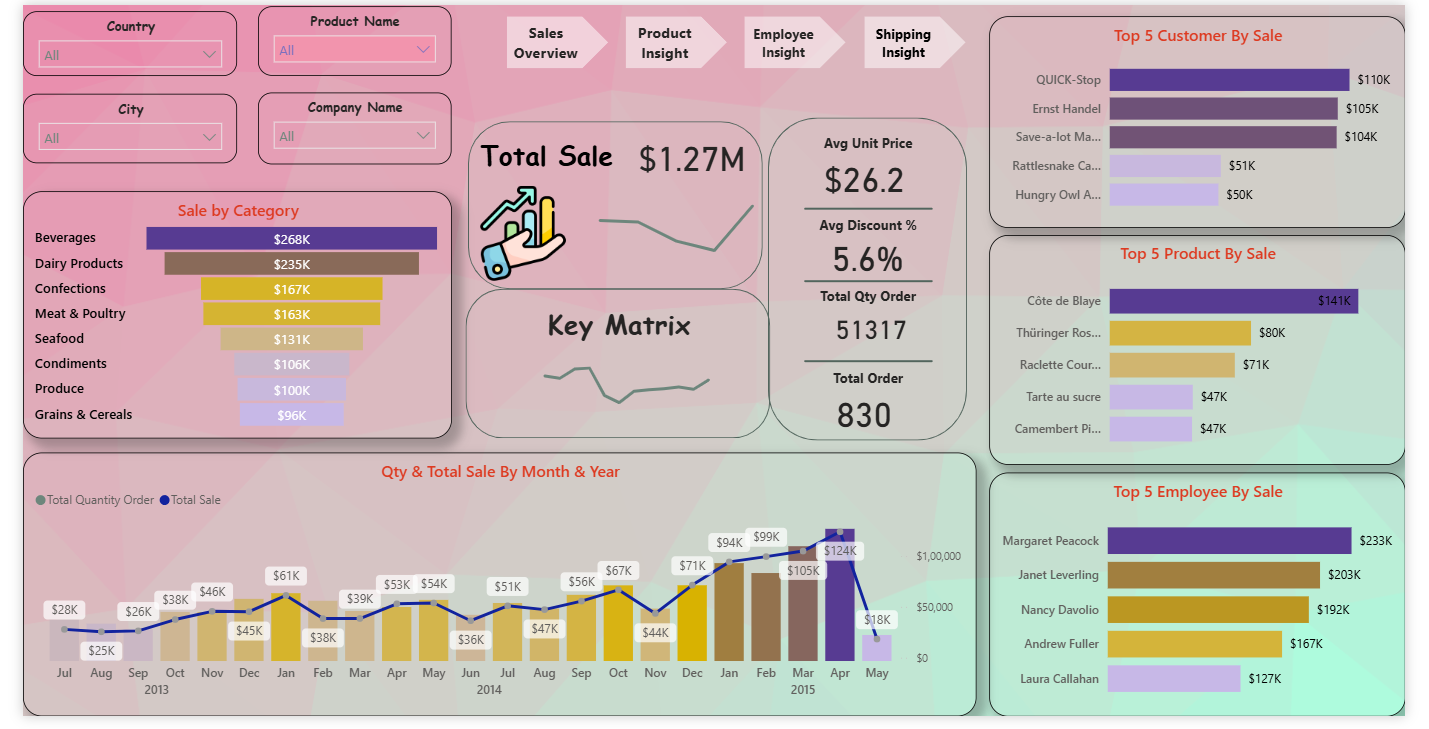 Country
All
Product Name
All
City
All
Company Name
All
Sales
Overview
Product
Insight
Employee
Insight
Shipping
Insight
Total Sale
$1.27M
Key Matrix
Avg Unit Price
$26.2
Avg Discount %
5.6%
Total Qty Order
51317
Total Order
830
Sale by Category
Beverages $268K
Dairy Products $235K
Confections $167K
Meat & Poultry $163K
Seafood $131K
Condiments $106K
Produce $100K
Grains & Cereals $96K
Top 5 Customer By Sale
QUICK-Stop $110K
Ernst Handel $105K
Save-a-lot Ma... $104K
Rattlesnake Ca... $51K
Hungry Owl A... $50K
Top 5 Product By Sale
Côte de Blaye $141K
Thüringer Ros... $80K
Raclette Cour... $71K
Tarte au sucre $47K
Camembert Pi... $47K
Top 5 Employee By Sale
Margaret Peacock $233K
Janet Leverling $203K
Nancy Davolio $192K
Andrew Fuller $167K
Laura Callahan $127K
Qty & Total Sale By Month & Year
Total Quantity Order Total Sale
$28K $25K $26K $38K $46K $45K $61K $38K $39K $53K $54K $36K $51K $47K $56K $67K $44K $71K $94K $99K $105K $124K $18K
$1,00,000
$50,000
$0
Jul Aug Sep Oct Nov Dec Jan Feb Mar Apr May Jun Jul Aug Sep Oct Nov Dec Jan Feb Mar Apr May
2013 2014 2015